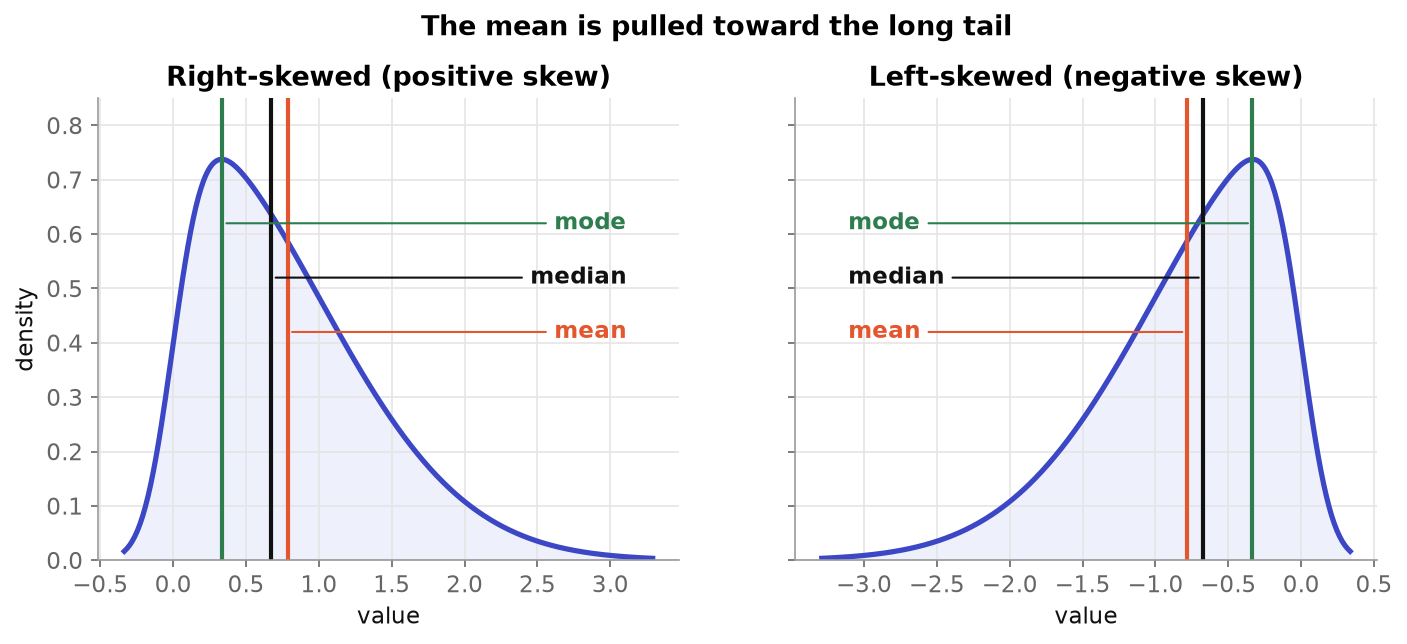 The mean is pulled toward the long tail
Right-skewed (positive skew)
0.8
0.7
0.6
0.5
0.4
0.3
0.2
0.1
0.0
density
mode
median
mean
−0.5 0.0 0.5 1.0 1.5 2.0 2.5 3.0
value
Left-skewed (negative skew)
mode
median
mean
−3.0 −2.5 −2.0 −1.5 −1.0 −0.5 0.0 0.5
value